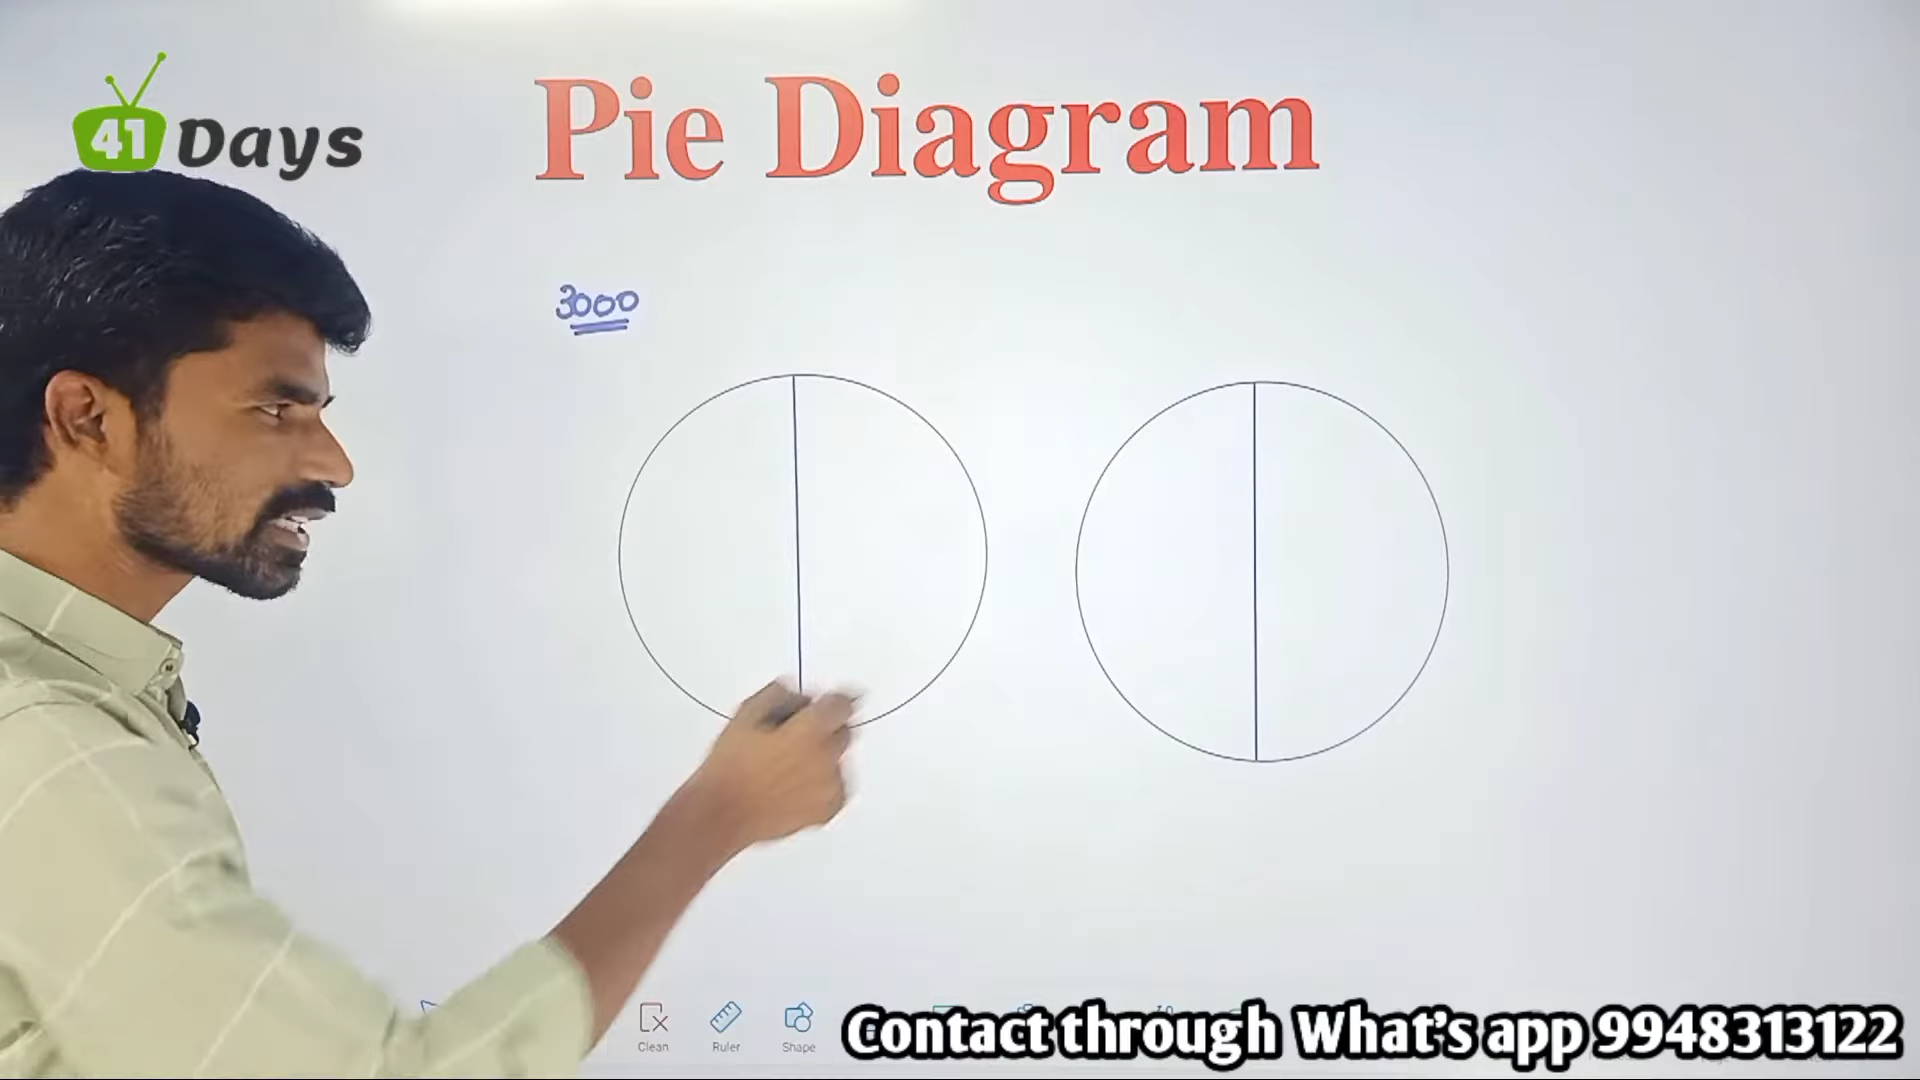 41 Days
Pie Diagram
3000
Clean
Ruler
Shape
Contact through What's app 9948313122